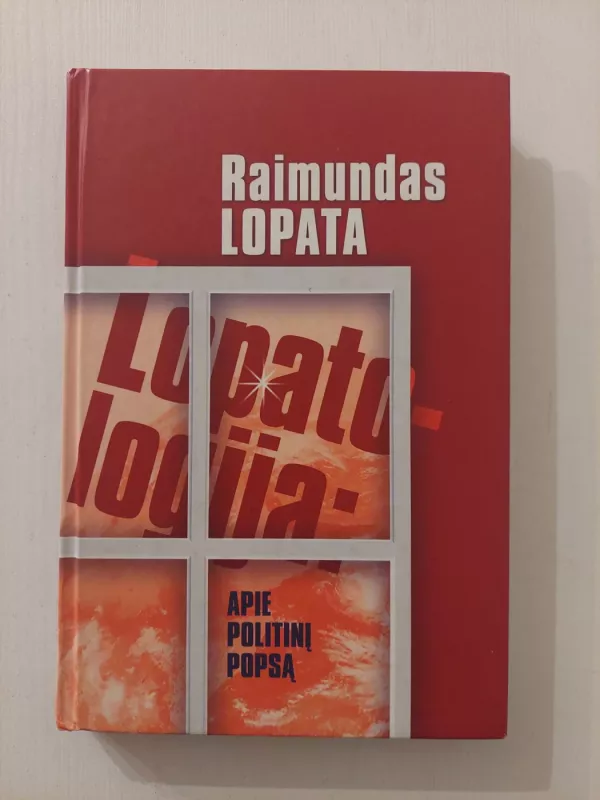 Raimundas
LOPATA
Lopato-
logija:
APIE
POLITINĮ
POPSĄ